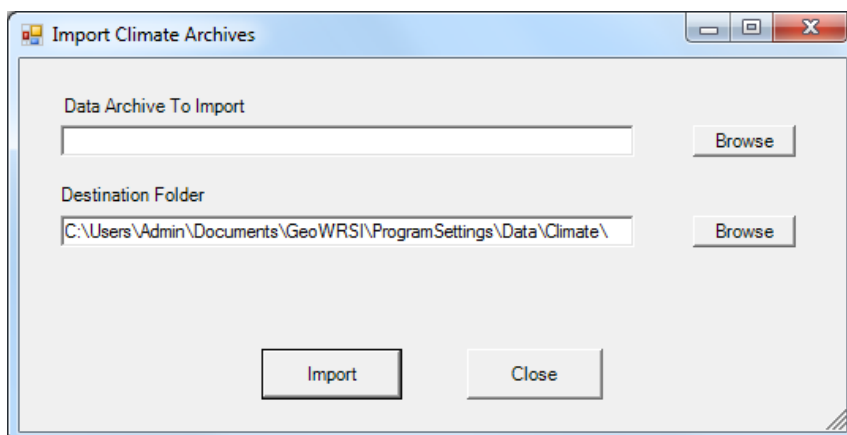 Import Climate Archives
Data Archive To Import
Browse
Destination Folder
C:\Users\Admin\Documents\GeoWRSI\ProgramSettings\Data\Climate\
Browse
Import
Close